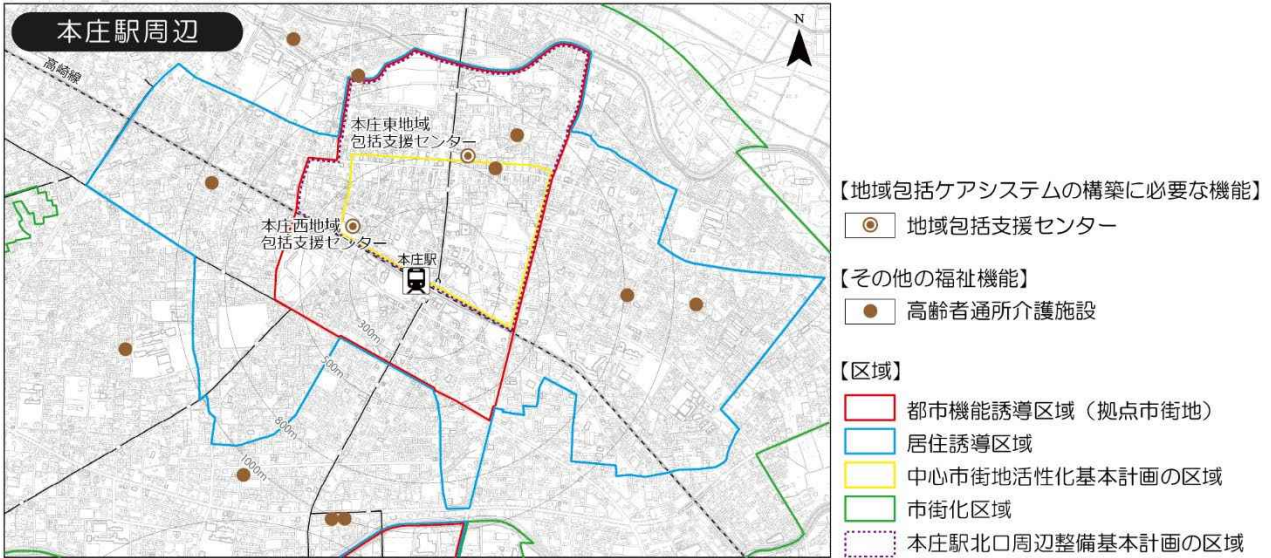 本庄駅周辺
N
高崎線
本庄東地域
包括支援センター
本庄西地域
包括支援センター
本庄駅
300m
500m
800m
1000m
【地域包括ケアシステムの構築に必要な機能】
地域包括支援センター
【その他の福祉機能】
高齢者通所介護施設
【区域】
都市機能誘導区域（拠点市街地）
居住誘導区域
中心市街地活性化基本計画の区域
市街化区域
本庄駅北口周辺整備基本計画の区域